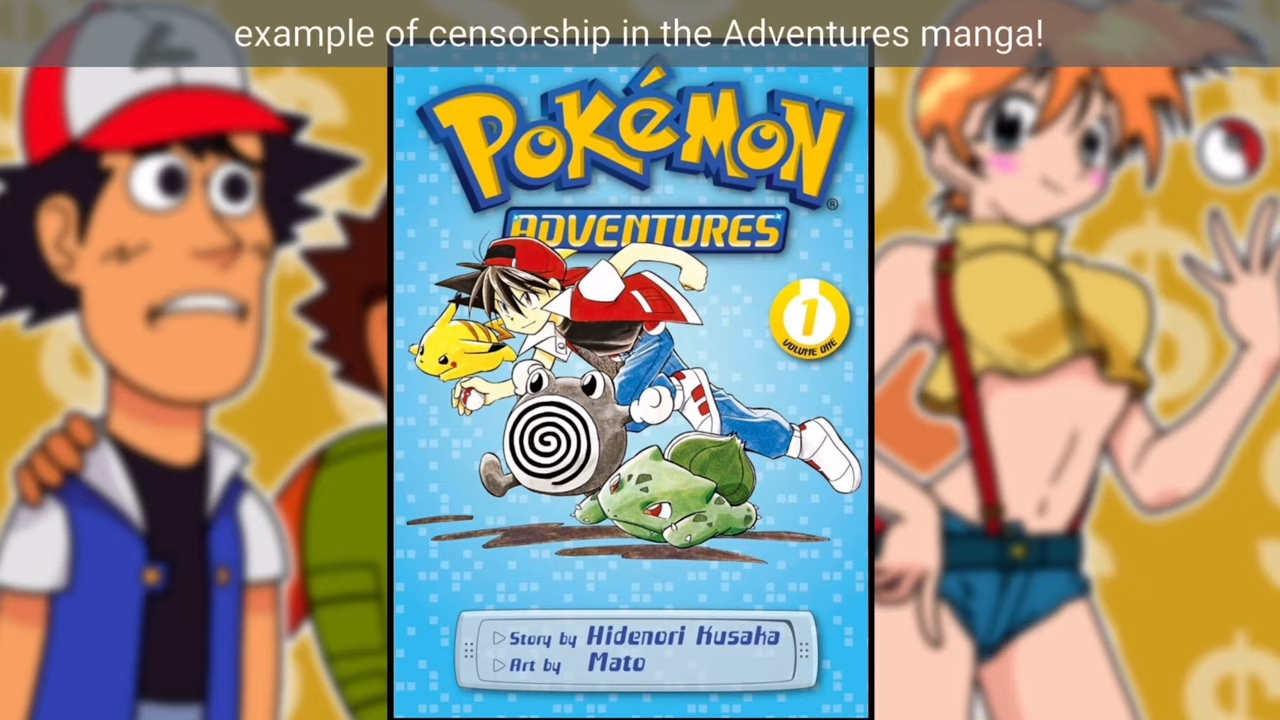 example of censorship in the Adventures manga!
POKéMON
®
ADVENTURES
1
VOLUME ONE
Story by Hidenori Kusaka
Art by Mato